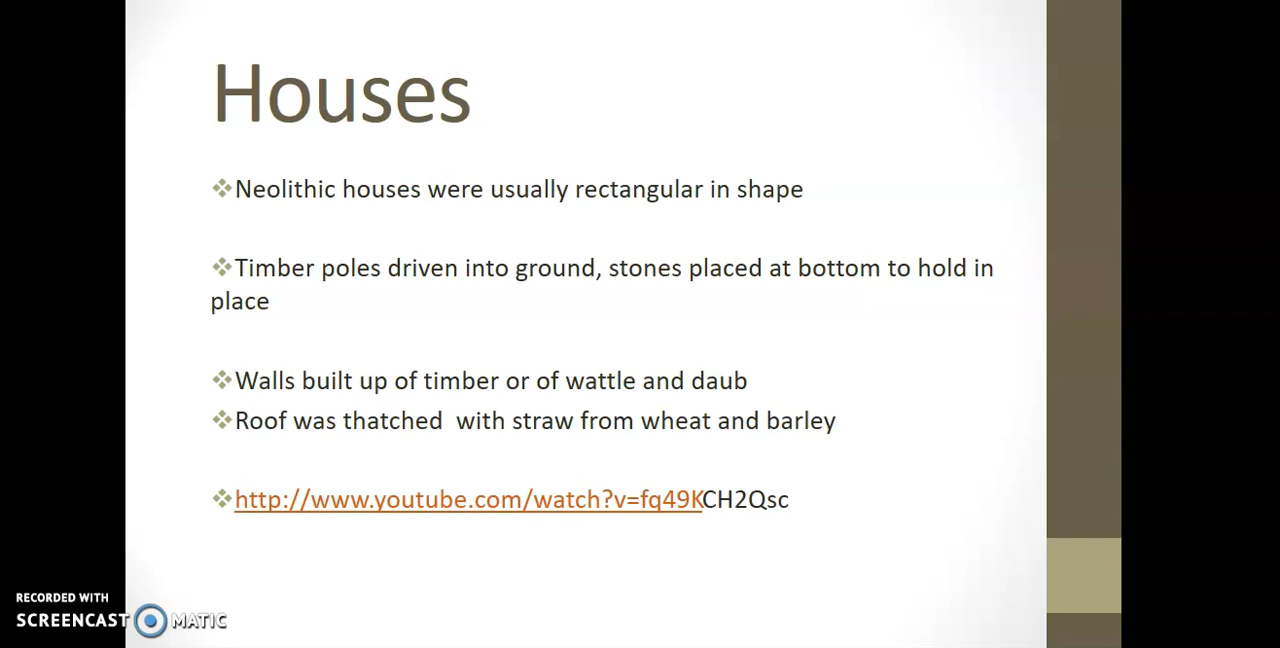 Houses
❖Neolithic houses were usually rectangular in shape
❖Timber poles driven into ground, stones placed at bottom to hold in
place
❖Walls built up of timber or of wattle and daub
❖Roof was thatched  with straw from wheat and barley
❖http://www.youtube.com/watch?v=fq49KCH2Qsc
RECORDED WITH
SCREENCAST MATIC